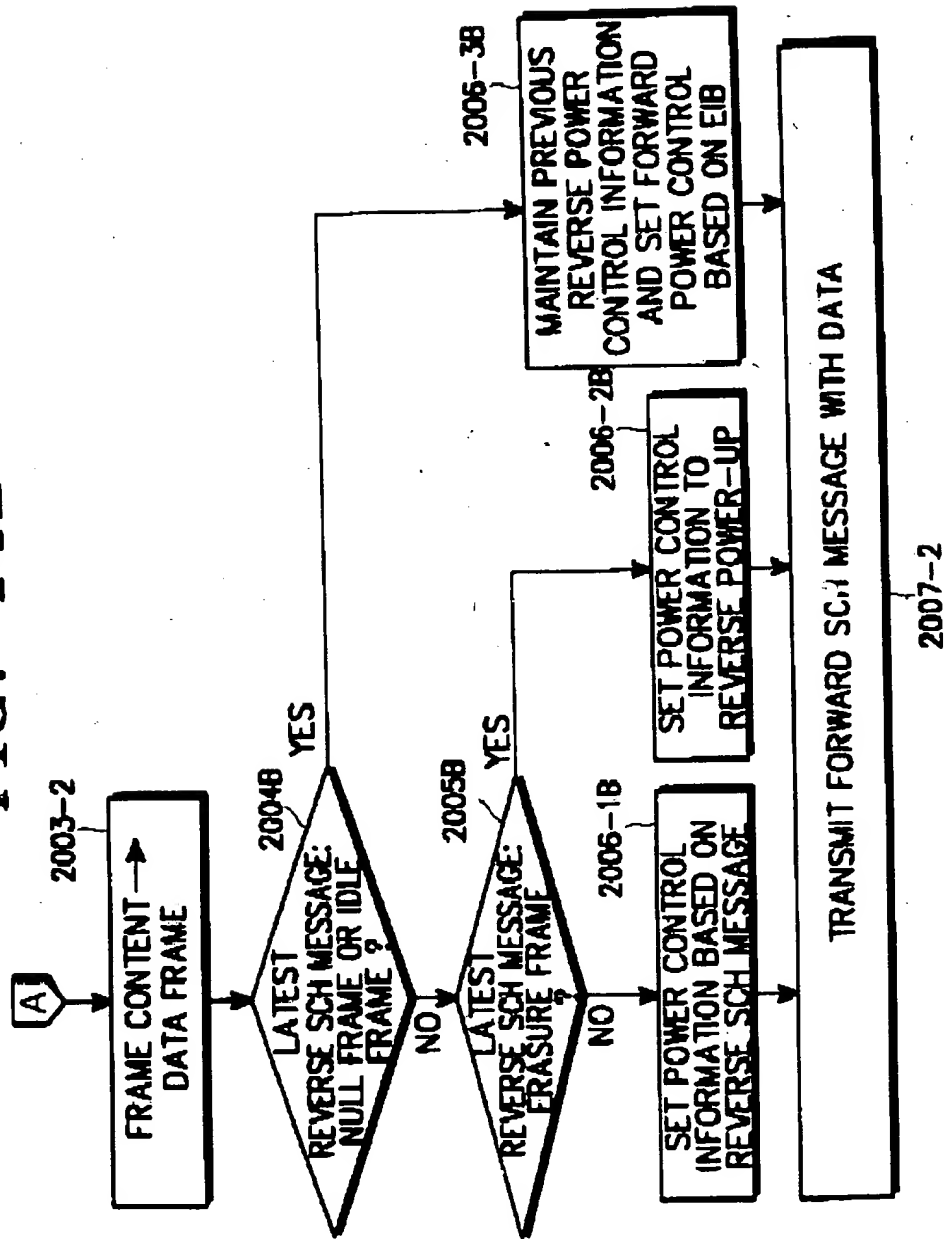 A
2003-2
FRAME CONTENT →
DATA FRAME
2004B
LATEST
REVERSE SCH MESSAGE:
NULL FRAME OR IDLE
FRAME ?
YES
NO
2005B
LATEST
REVERSE SCH MESSAGE:
ERASURE FRAME
?
YES
NO
2006-1B
SET POWER CONTROL
INFORMATION BASED ON
REVERSE SCH MESSAGE
2006-2B
SET POWER CONTROL
INFORMATION TO
REVERSE POWER-UP
2006-3B
MAINTAIN PREVIOUS
REVERSE POWER
CONTROL INFORMATION
AND SET FORWARD
POWER CONTROL
BASED ON EIB
TRANSMIT FORWARD SCH MESSAGE WITH DATA
2007-2